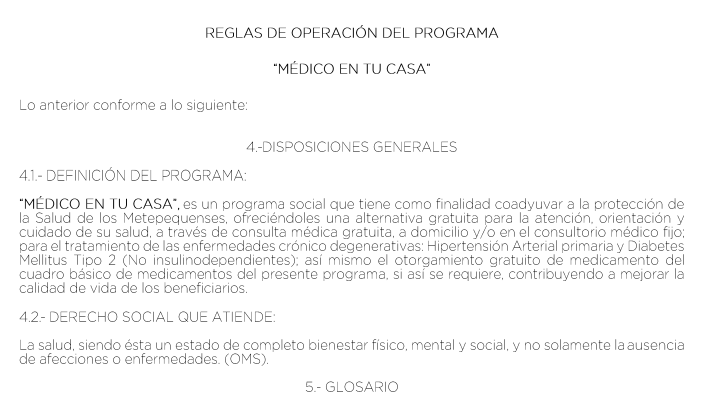 REGLAS DE OPERACIÓN DEL PROGRAMA
“MÉDICO EN TU CASA”
Lo anterior conforme a lo siguiente:
4.-DISPOSICIONES GENERALES
4.1.- DEFINICIÓN DEL PROGRAMA:
“MÉDICO EN TU CASA”, es un programa social que tiene como finalidad coadyuvar a la protección de
la Salud de los Metepequenses, ofreciéndoles una alternativa gratuita para la atención, orientación y
cuidado de su salud, a través de consulta médica gratuita, a domicilio y/o en el consultorio médico fijo;
para el tratamiento de las enfermedades crónico degenerativas: Hipertensión Arterial primaria y Diabetes
Mellitus Tipo 2 (No insulinodependientes); así mismo el otorgamiento gratuito de medicamento del
cuadro básico de medicamentos del presente programa, si así se requiere, contribuyendo a mejorar la
calidad de vida de los beneficiarios.
4.2.- DERECHO SOCIAL QUE ATIENDE:
La salud, siendo ésta un estado de completo bienestar físico, mental y social, y no solamente la ausencia
de afecciones o enfermedades. (OMS).
5.- GLOSARIO